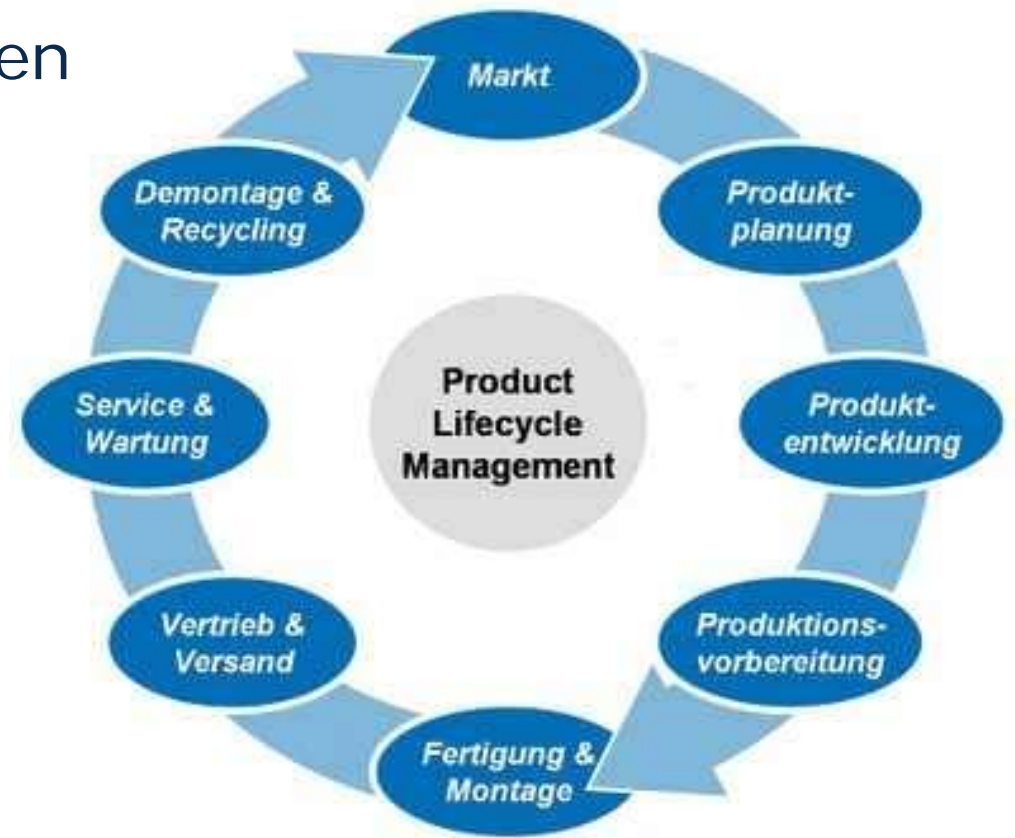 en
Markt
Produkt-
planung
Produkt-
entwicklung
Produktions-
vorbereitung
Fertigung &
Montage
Vertrieb &
Versand
Service &
Wartung
Demontage &
Recycling
Product
Lifecycle
Management